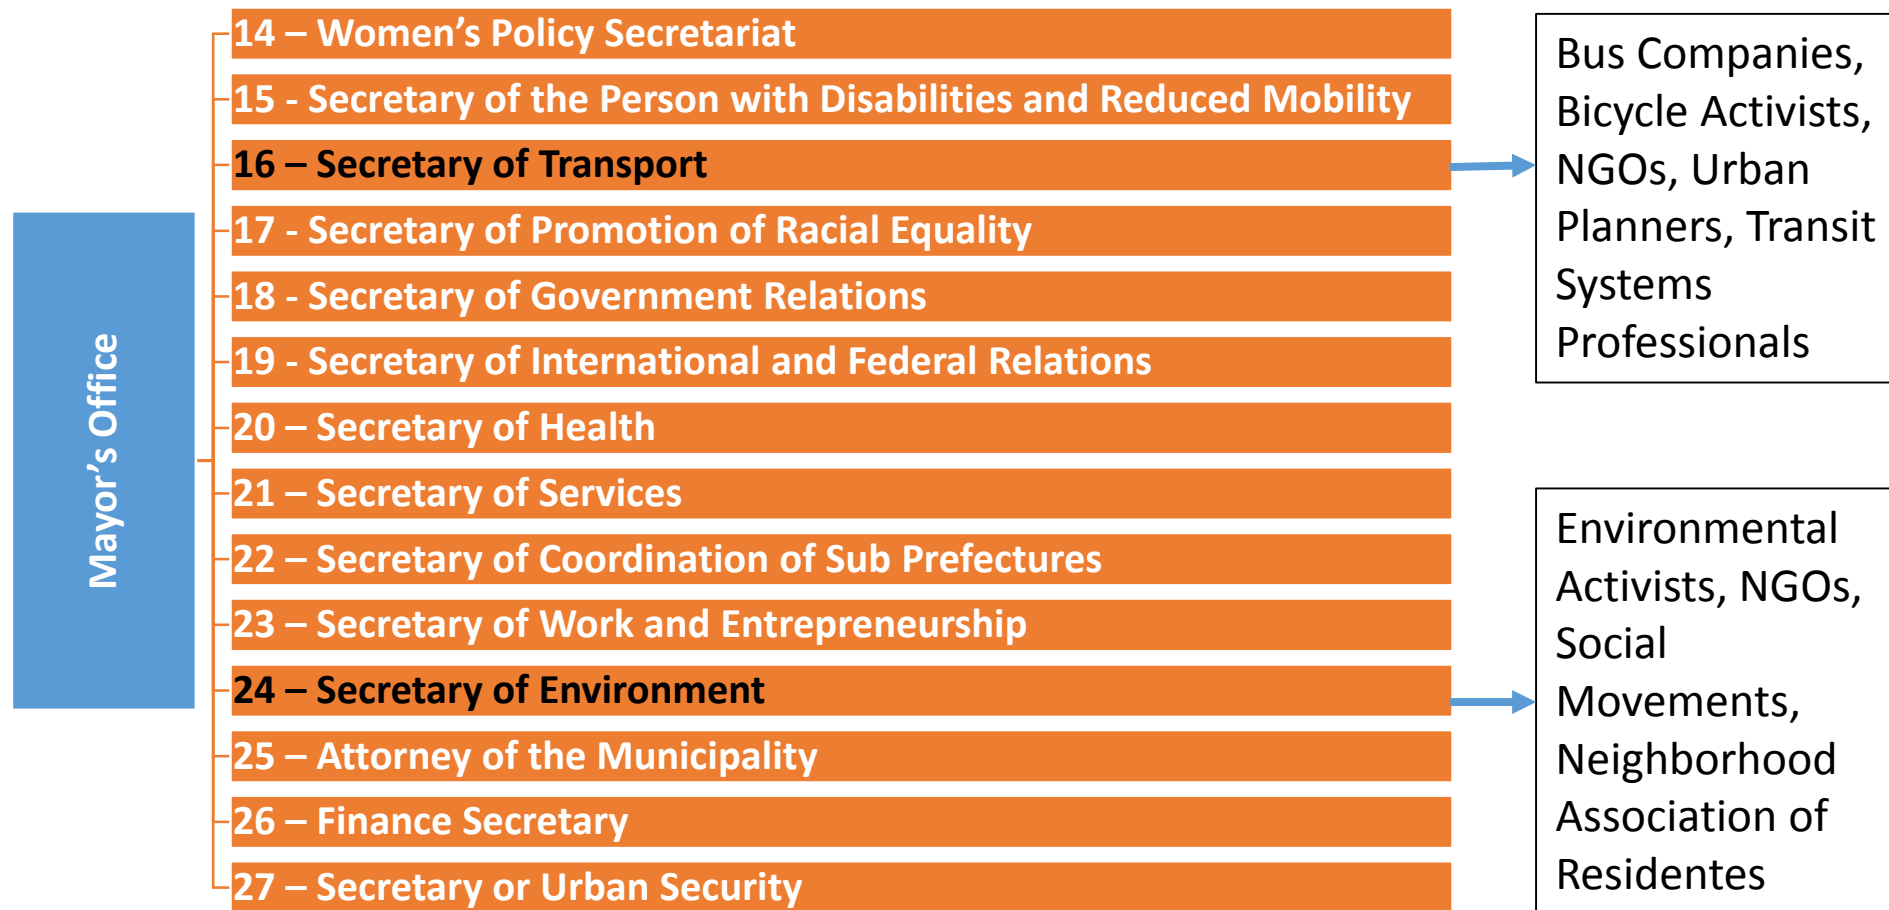 Mayor’s Office
14 – Women’s Policy Secretariat
15 - Secretary of the Person with Disabilities and Reduced Mobility
16 – Secretary of Transport
17 - Secretary of Promotion of Racial Equality
18 - Secretary of Government Relations
19 - Secretary of International and Federal Relations
20 – Secretary of Health
21 – Secretary of Services
22 – Secretary of Coordination of Sub Prefectures
23 – Secretary of Work and Entrepreneurship
24 – Secretary of Environment
25 – Attorney of the Municipality
26 – Finance Secretary
27 – Secretary or Urban Security
Bus Companies,
Bicycle Activists,
NGOs, Urban
Planners, Transit
Systems
Professionals
Environmental
Activists, NGOs,
Social
Movements,
Neighborhood
Association of
Residentes